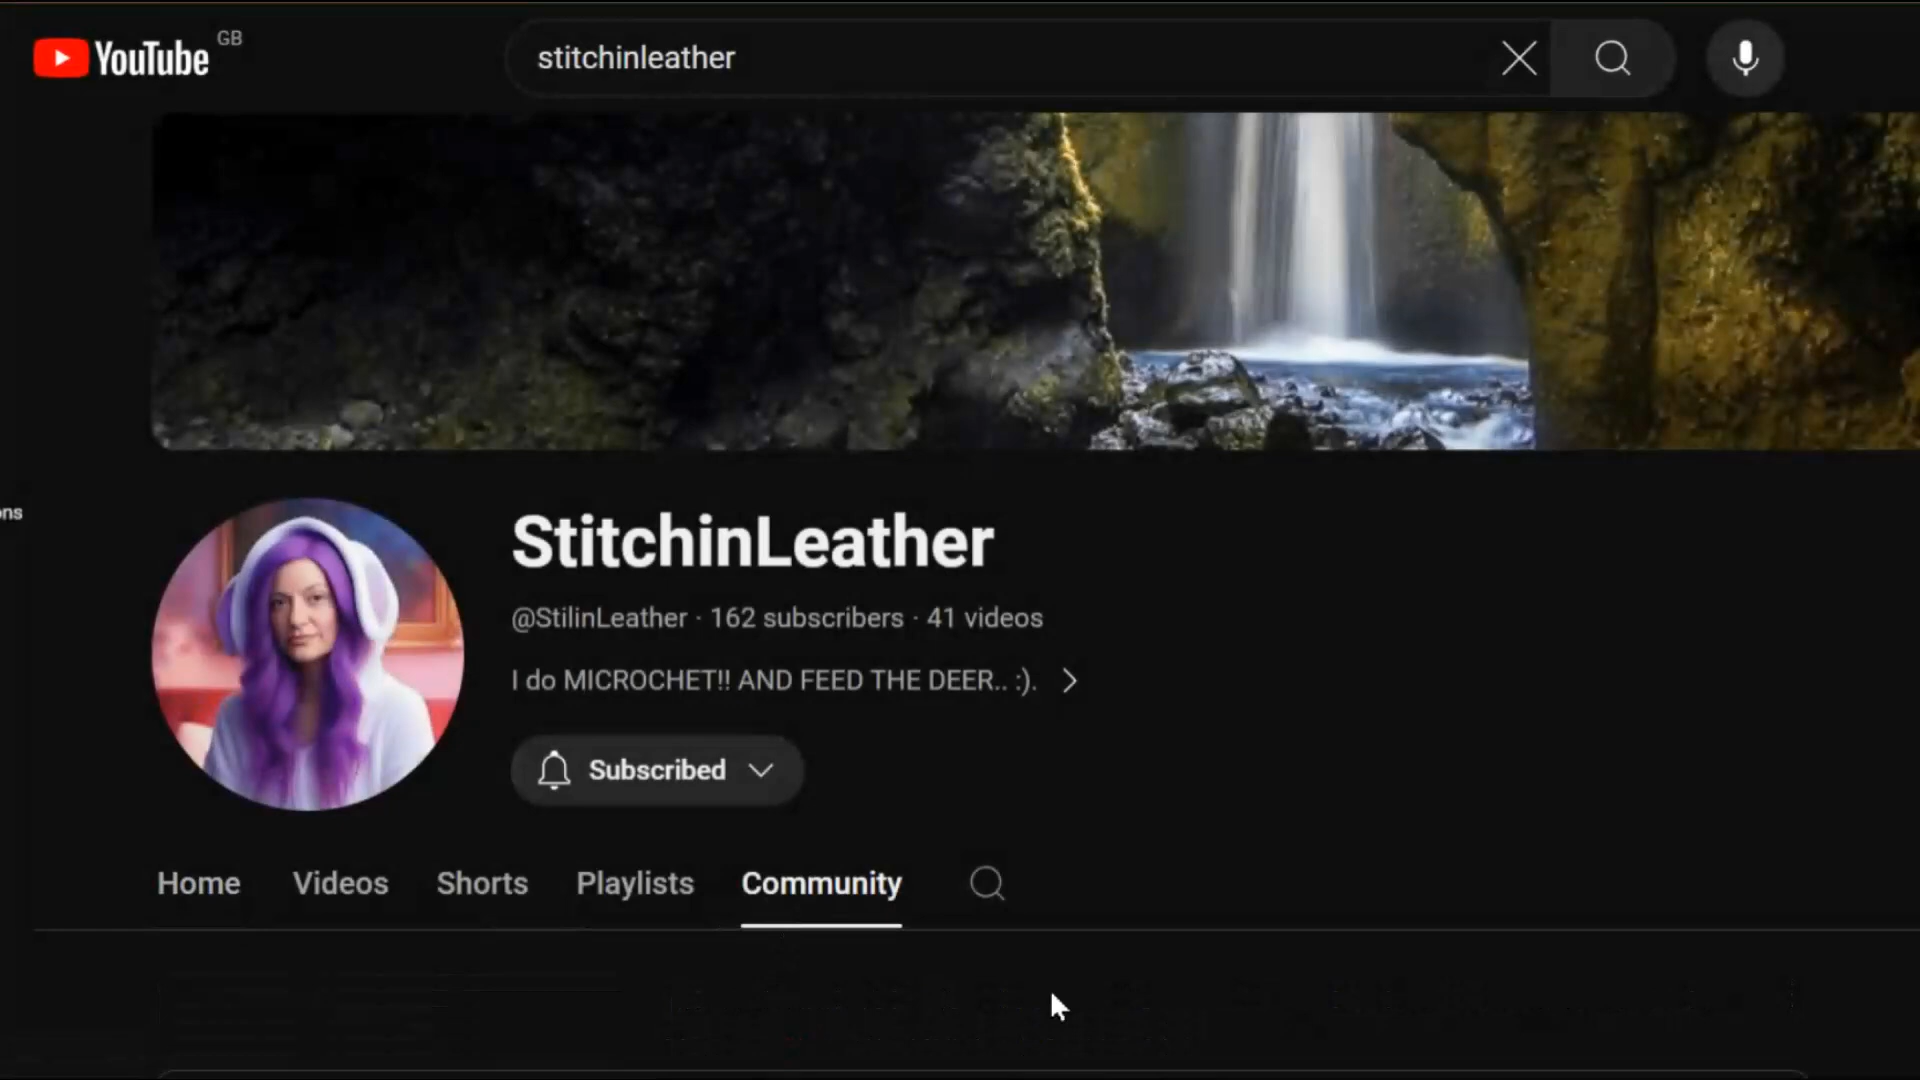 YouTube GB
stitchinleather
ons
StitchinLeather
@StilinLeather · 162 subscribers · 41 videos
I do MICROCHET!! AND FEED THE DEER.. :).
Subscribed
Home Videos Shorts Playlists Community